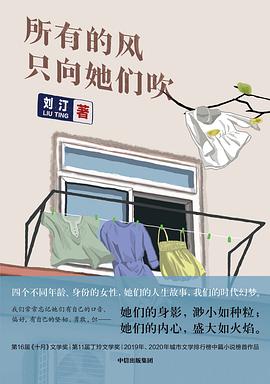 所有的风
只向她们吹
刘汀
LIU TING
著
四个不同年龄、身份的女性，她们的人生故事，我们的时代幻梦。
我们常常忘记她们有自己的口音、
偏好，有自己的坚韧、勇敢，但——
她们的身影，渺小如种粒；
她们的内心，盛大如火焰。
第16届《十月》文学奖｜第11届丁玲文学奖｜2019年、2020年城市文学排行榜中篇小说榜首作品
中信出版集团